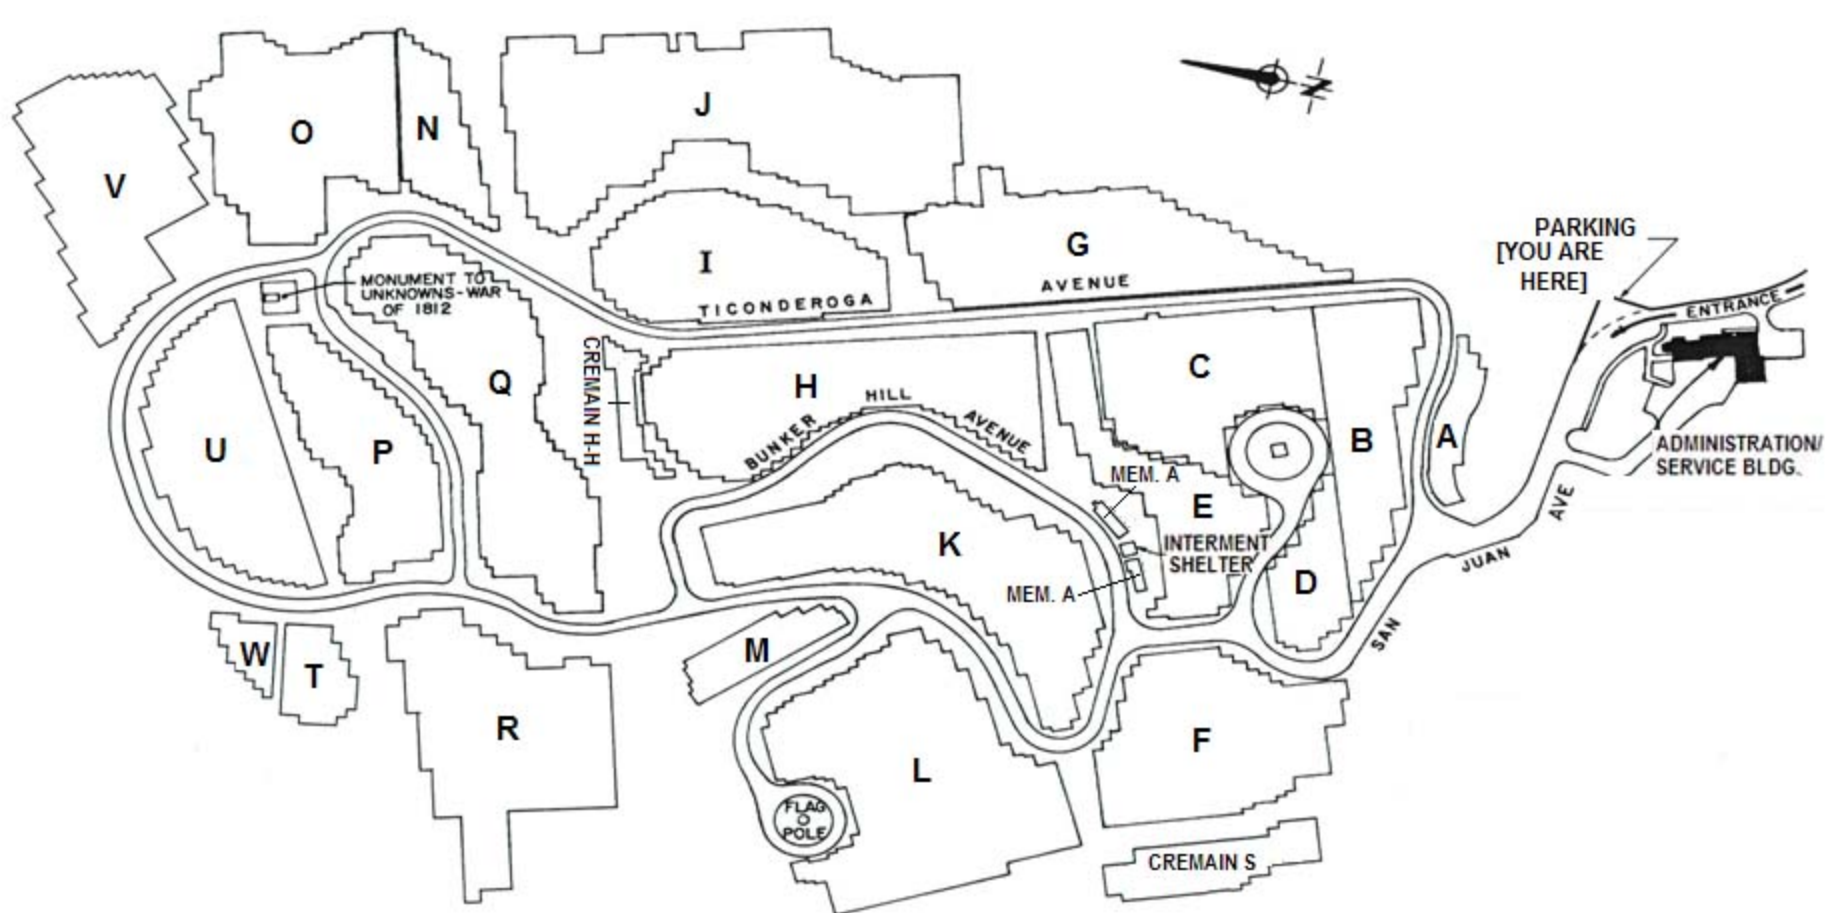 V
O
N
J
N
I
G
PARKING
[YOU ARE
HERE]
MONUMENT TO
UNKNOWNS-WAR
OF 1812
TICONDEROGA
AVENUE
ENTRANCE
CREMAIN H-H
Q
H
C
BUNKER
HILL
AVENUE
U
P
B
A
ADMINISTRATION/
SERVICE BLDG.
MEM. A
E
AVE
K
INTERMENT
SHELTER
JUAN
MEM. A
D
SAN
W
T
M
R
F
L
FLAG
POLE
CREMAIN S